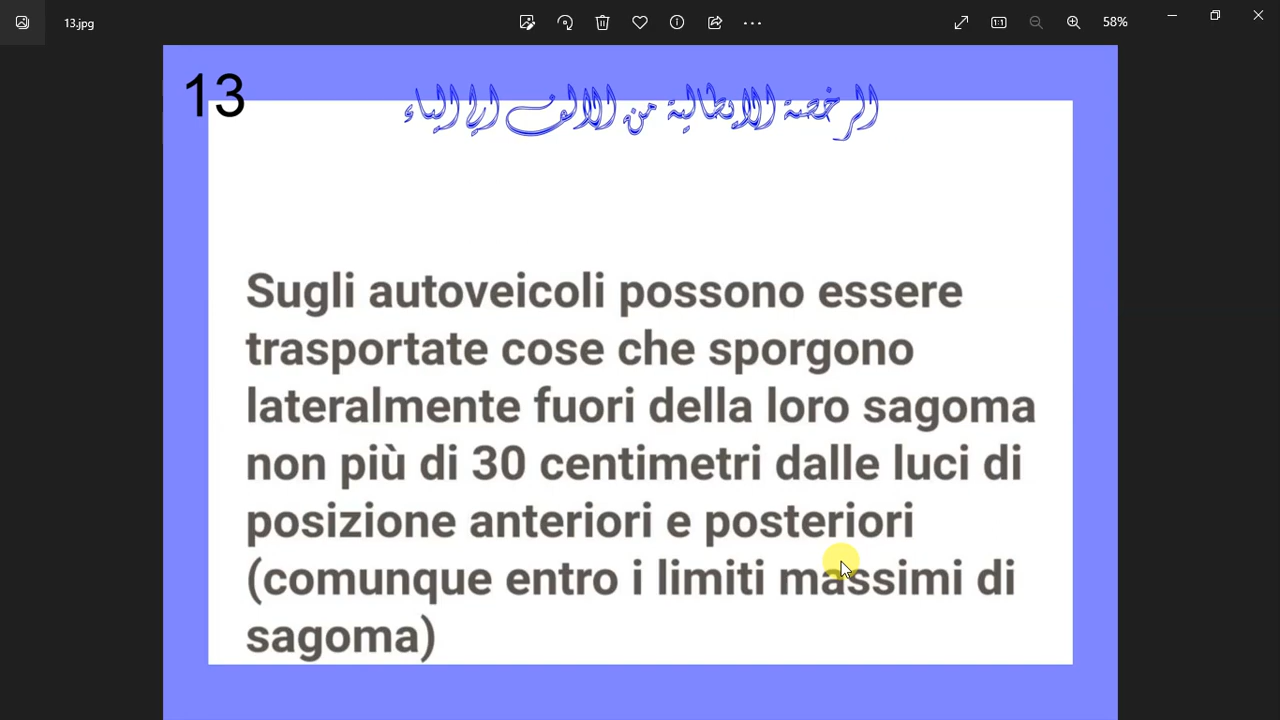 13.jpg
58%
13
الرخصة الايطالية من الالف الى الياء
Sugli autoveicoli possono essere
trasportate cose che sporgono
lateralmente fuori della loro sagoma
non più di 30 centimetri dalle luci di
posizione anteriori e posteriori
(comunque entro i limiti massimi di
sagoma)